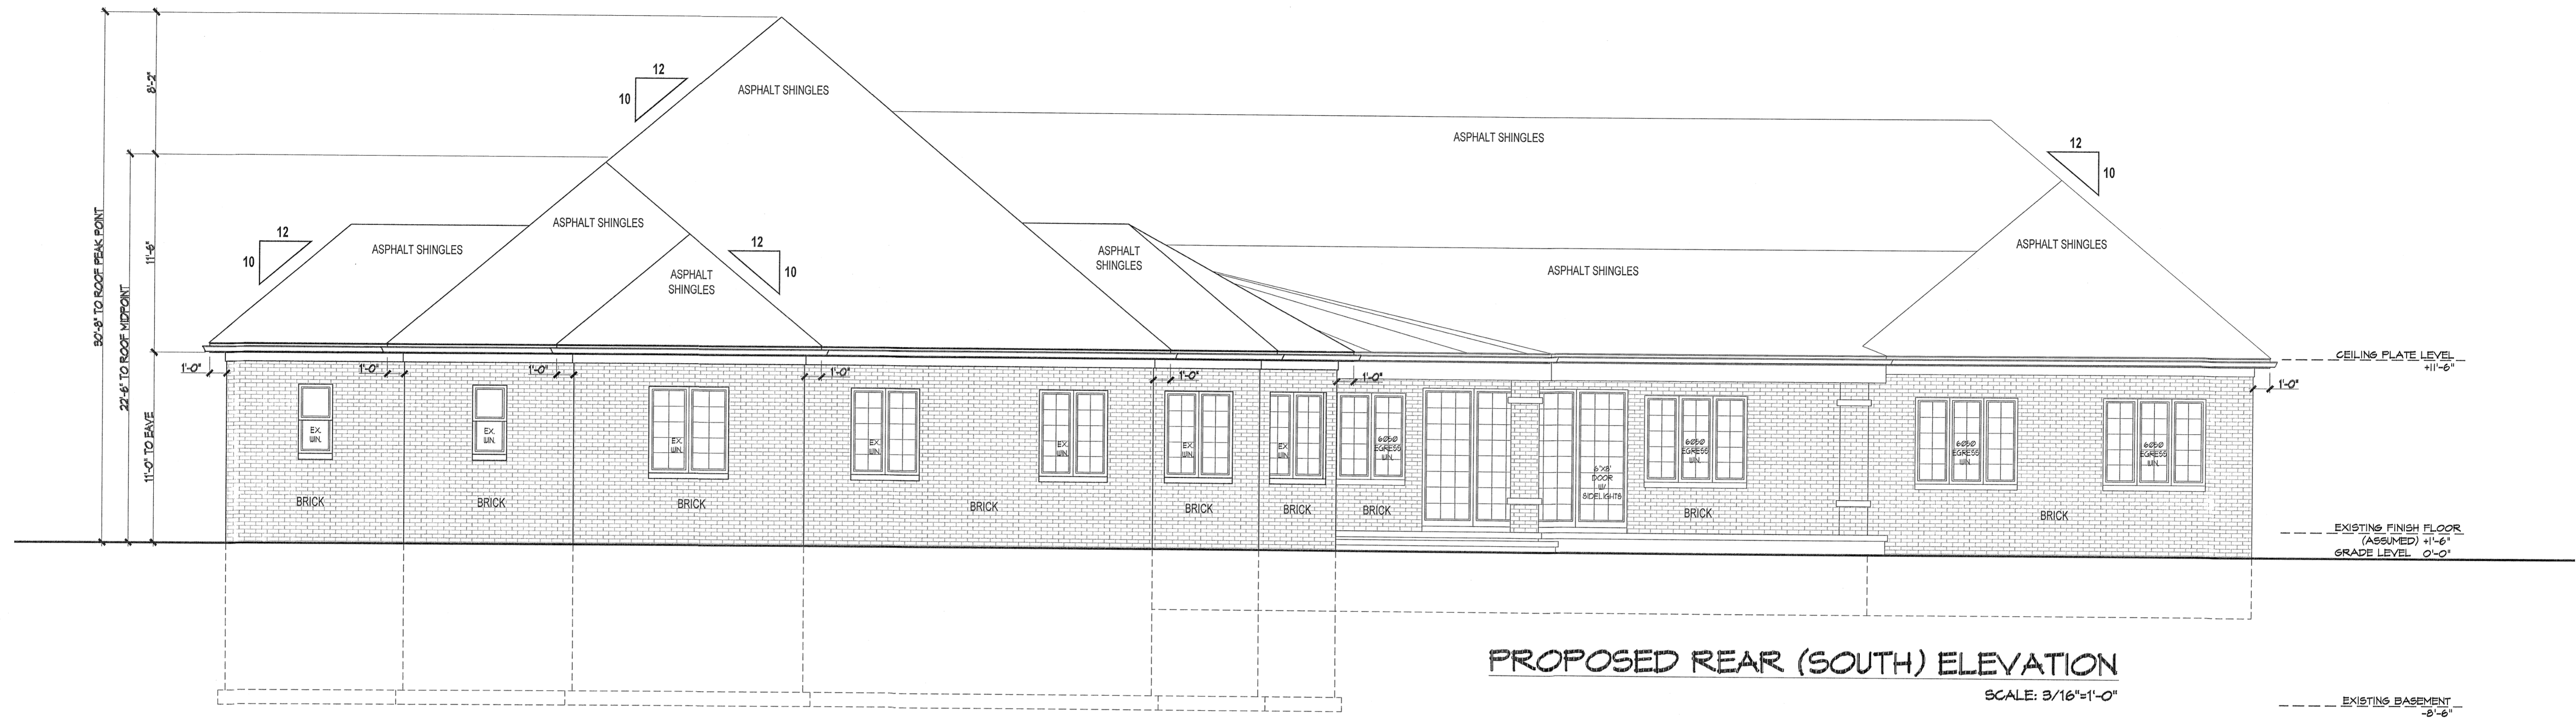 30'-8" TO ROOF PEAK POINT
22'-6" TO ROOF MIDPOINT
8'-2"
11'-6"
11'-0" TO EAVE
12
10
ASPHALT SHINGLES
ASPHALT SHINGLES
12
10
12
10
ASPHALT SHINGLES
ASPHALT SHINGLES
12
10
ASPHALT
SHINGLES
ASPHALT
SHINGLES
ASPHALT SHINGLES
ASPHALT SHINGLES
1'-0"
1'-0"
1'-0"
1'-0"
1'-0"
1'-0"
1'-0"
CEILING PLATE LEVEL
+11'-6"
EX.
WIN.
EX.
WIN.
EX.
WIN.
EX.
WIN.
EX.
WIN.
EX.
WIN.
EX.
WIN.
6050
EGRESS
WIN.
6'X8'
DOOR
W/
SIDELIGHTS
6050
EGRESS
WIN.
6050
EGRESS
WIN.
6050
EGRESS
WIN.
BRICK
BRICK
BRICK
BRICK
BRICK
BRICK
BRICK
BRICK
BRICK
EXISTING FINISH FLOOR
(ASSUMED) +1'-6"
GRADE LEVEL 0'-0"
PROPOSED REAR (SOUTH) ELEVATION
SCALE: 3/16"=1'-0"
EXISTING BASEMENT
-8'-6"